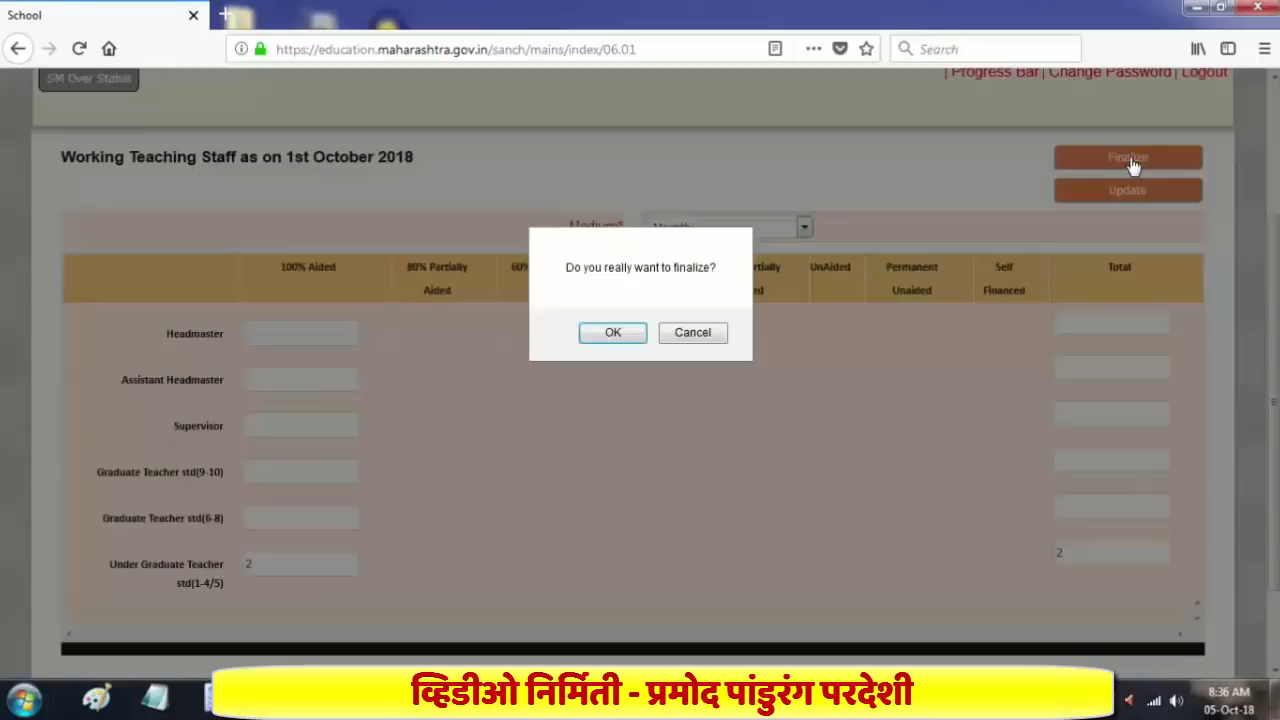 School
https://education.maharashtra.gov.in/sanch/mains/index/06.01
Search
SM Over Status
| Progress Bar| Change Password| Logout
Working Teaching Staff as on 1st October 2018
Finalize
Update
Medium*
100% Aided
80% Partially
Aided
60%
UnAided
Permanent
Unaided
Self
Financed
Total
Do you really want to finalize?
OK
Cancel
Headmaster
Assistant Headmaster
Supervisor
Graduate Teacher std(9-10)
Graduate Teacher std(6-8)
Under Graduate Teacher
std(1-4/5)
2
2
व्हिडीओ निर्मिती - प्रमोद पांडुरंग परदेशी
8:36 AM
05-Oct-18